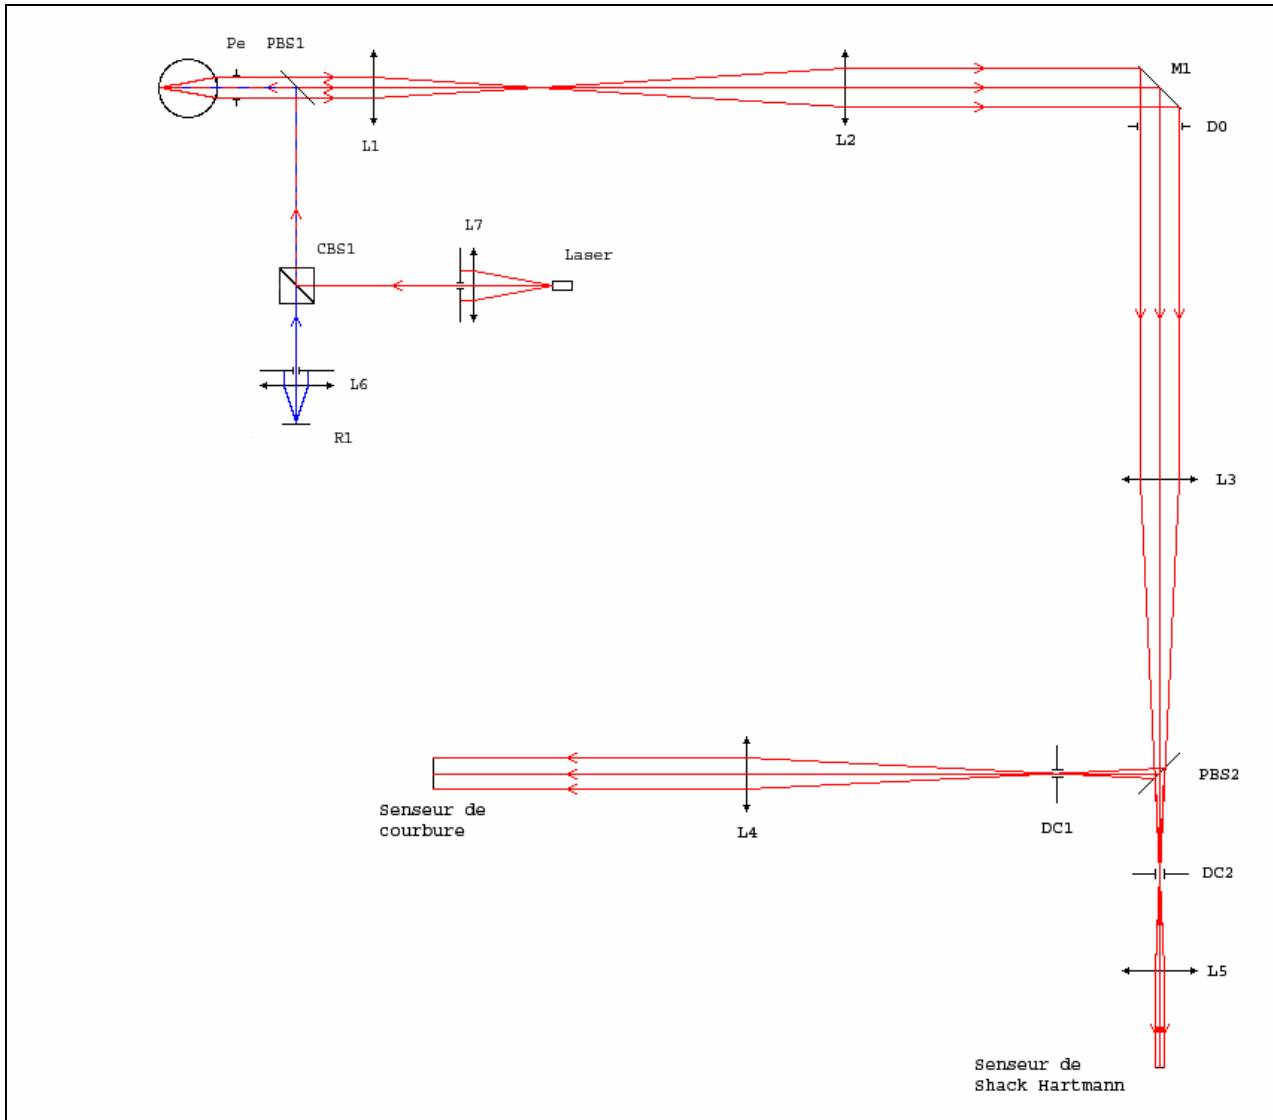 Pe PBS1
M1
L1
L2
D0
L7
CBS1
Laser
L6
R1
L3
PBS2
Senseur de
courbure
L4
DC1
DC2
L5
Senseur de
Shack Hartmann